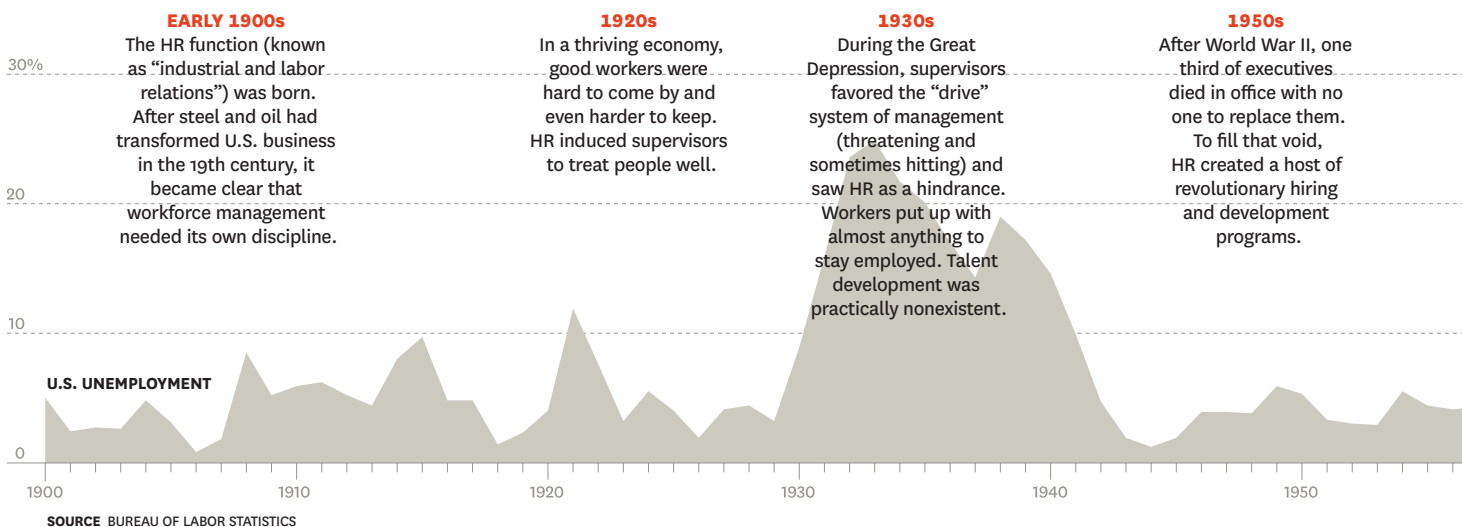 EARLY 1900s
The HR function (known
as “industrial and labor
relations”) was born.
After steel and oil had
transformed U.S. business
in the 19th century, it
became clear that
workforce management
needed its own discipline.
1920s
In a thriving economy,
good workers were
hard to come by and
even harder to keep.
HR induced supervisors
to treat people well.
1930s
During the Great
Depression, supervisors
favored the “drive”
system of management
(threatening and
sometimes hitting) and
saw HR as a hindrance.
Workers put up with
almost anything to
stay employed. Talent
development was
practically nonexistent.
1950s
After World War II, one
third of executives
died in office with no
one to replace them.
To fill that void,
HR created a host of
revolutionary hiring
and development
programs.
30%
20
10
U.S. UNEMPLOYMENT
0
1900
1910
1920
1930
1940
1950
SOURCE BUREAU OF LABOR STATISTICS